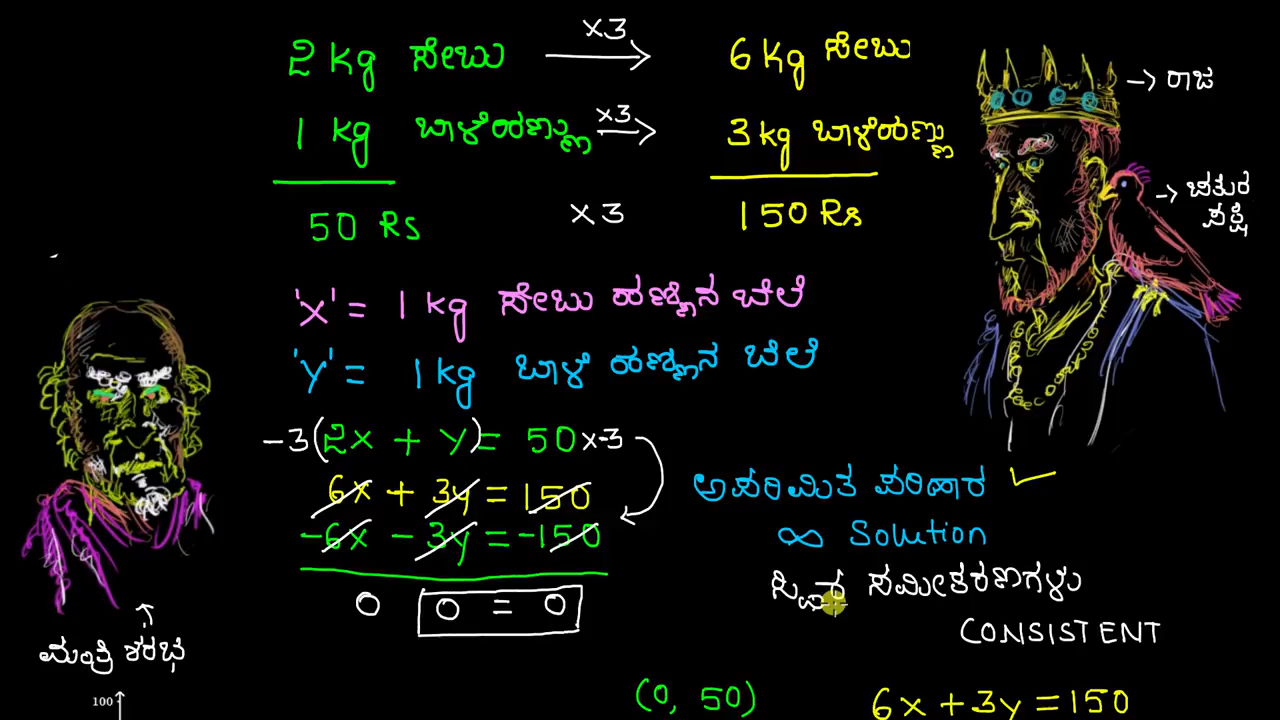 2 Kg ಸೇಬು ×3 6 Kg ಸೇಬು
1 kg ಬಾಳೆಹಣ್ಣು ×3 3 kg ಬಾಳೆಹಣ್ಣು
50 Rs ×3 150 Rs
→ ರಾಜ
→ ಚತುರ
ಪಕ್ಷಿ
'x' = 1 kg ಸೇಬು ಹಣ್ಣಿನ ಬೆಲೆ
'y' = 1 kg ಬಾಳೆ ಹಣ್ಣಿನ ಬೆಲೆ
-3(2x + y) = 50 x-3
6x + 3y = 150
-6x - 3y = -150
0 0 = 0
ಅಪರಿಮಿತ ಪರಿಹಾರ ✓
∞ Solution
ಸಮೀಕರಣಗಳು
CONSISTENT
ಮಂತ್ರಿ ಶರಭ
100
(0, 50) 6x + 3y = 150